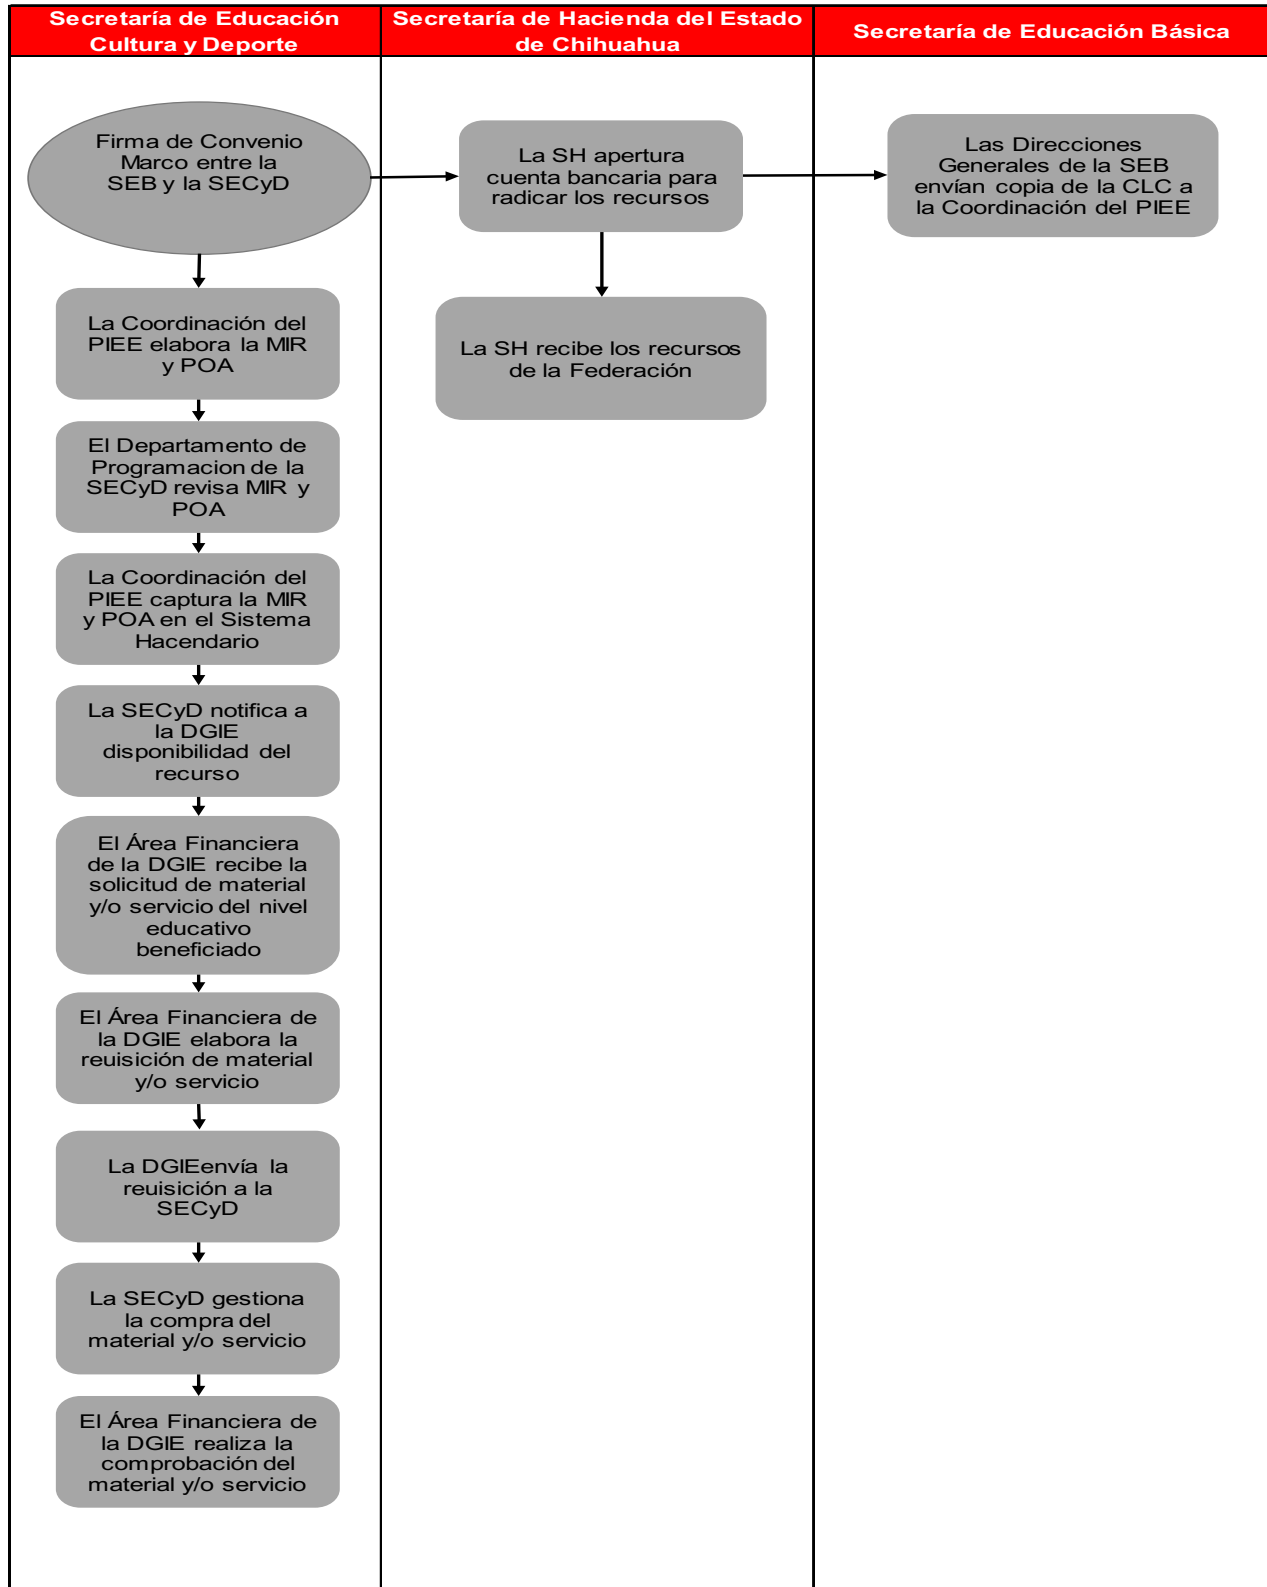 Secretaría de Educación
Cultura y Deporte
Secretaría de Hacienda del Estado
de Chihuahua
Secretaría de Educación Básica
Firma de Convenio
Marco entre la
SEB y la SECyD
La SH apertura
cuenta bancaria para
radicar los recursos
Las Direcciones
Generales de la SEB
envían copia de la CLC a
la Coordinación del PIEE
La Coordinación del
PIEE elabora la MIR
y POA
La SH recibe los recursos
de la Federación
El Departamento de
Programacion de la
SECyD revisa MIR y
POA
La Coordinación del
PIEE captura la MIR
y POA en el Sistema
Hacendario
La SECyD notifica a
la DGIE
disponibilidad del
recurso
El Área Financiera
de la DGIE recibe la
solicitud de material
y/o servicio del nivel
educativo
beneficiado
El Área Financiera de
la DGIE elabora la
reuisición de material
y/o servicio
La DGIEenvía la
reuisición a la
SECyD
La SECyD gestiona
la compra del
material y/o servicio
El Área Financiera de
la DGIE realiza la
comprobación del
material y/o servicio